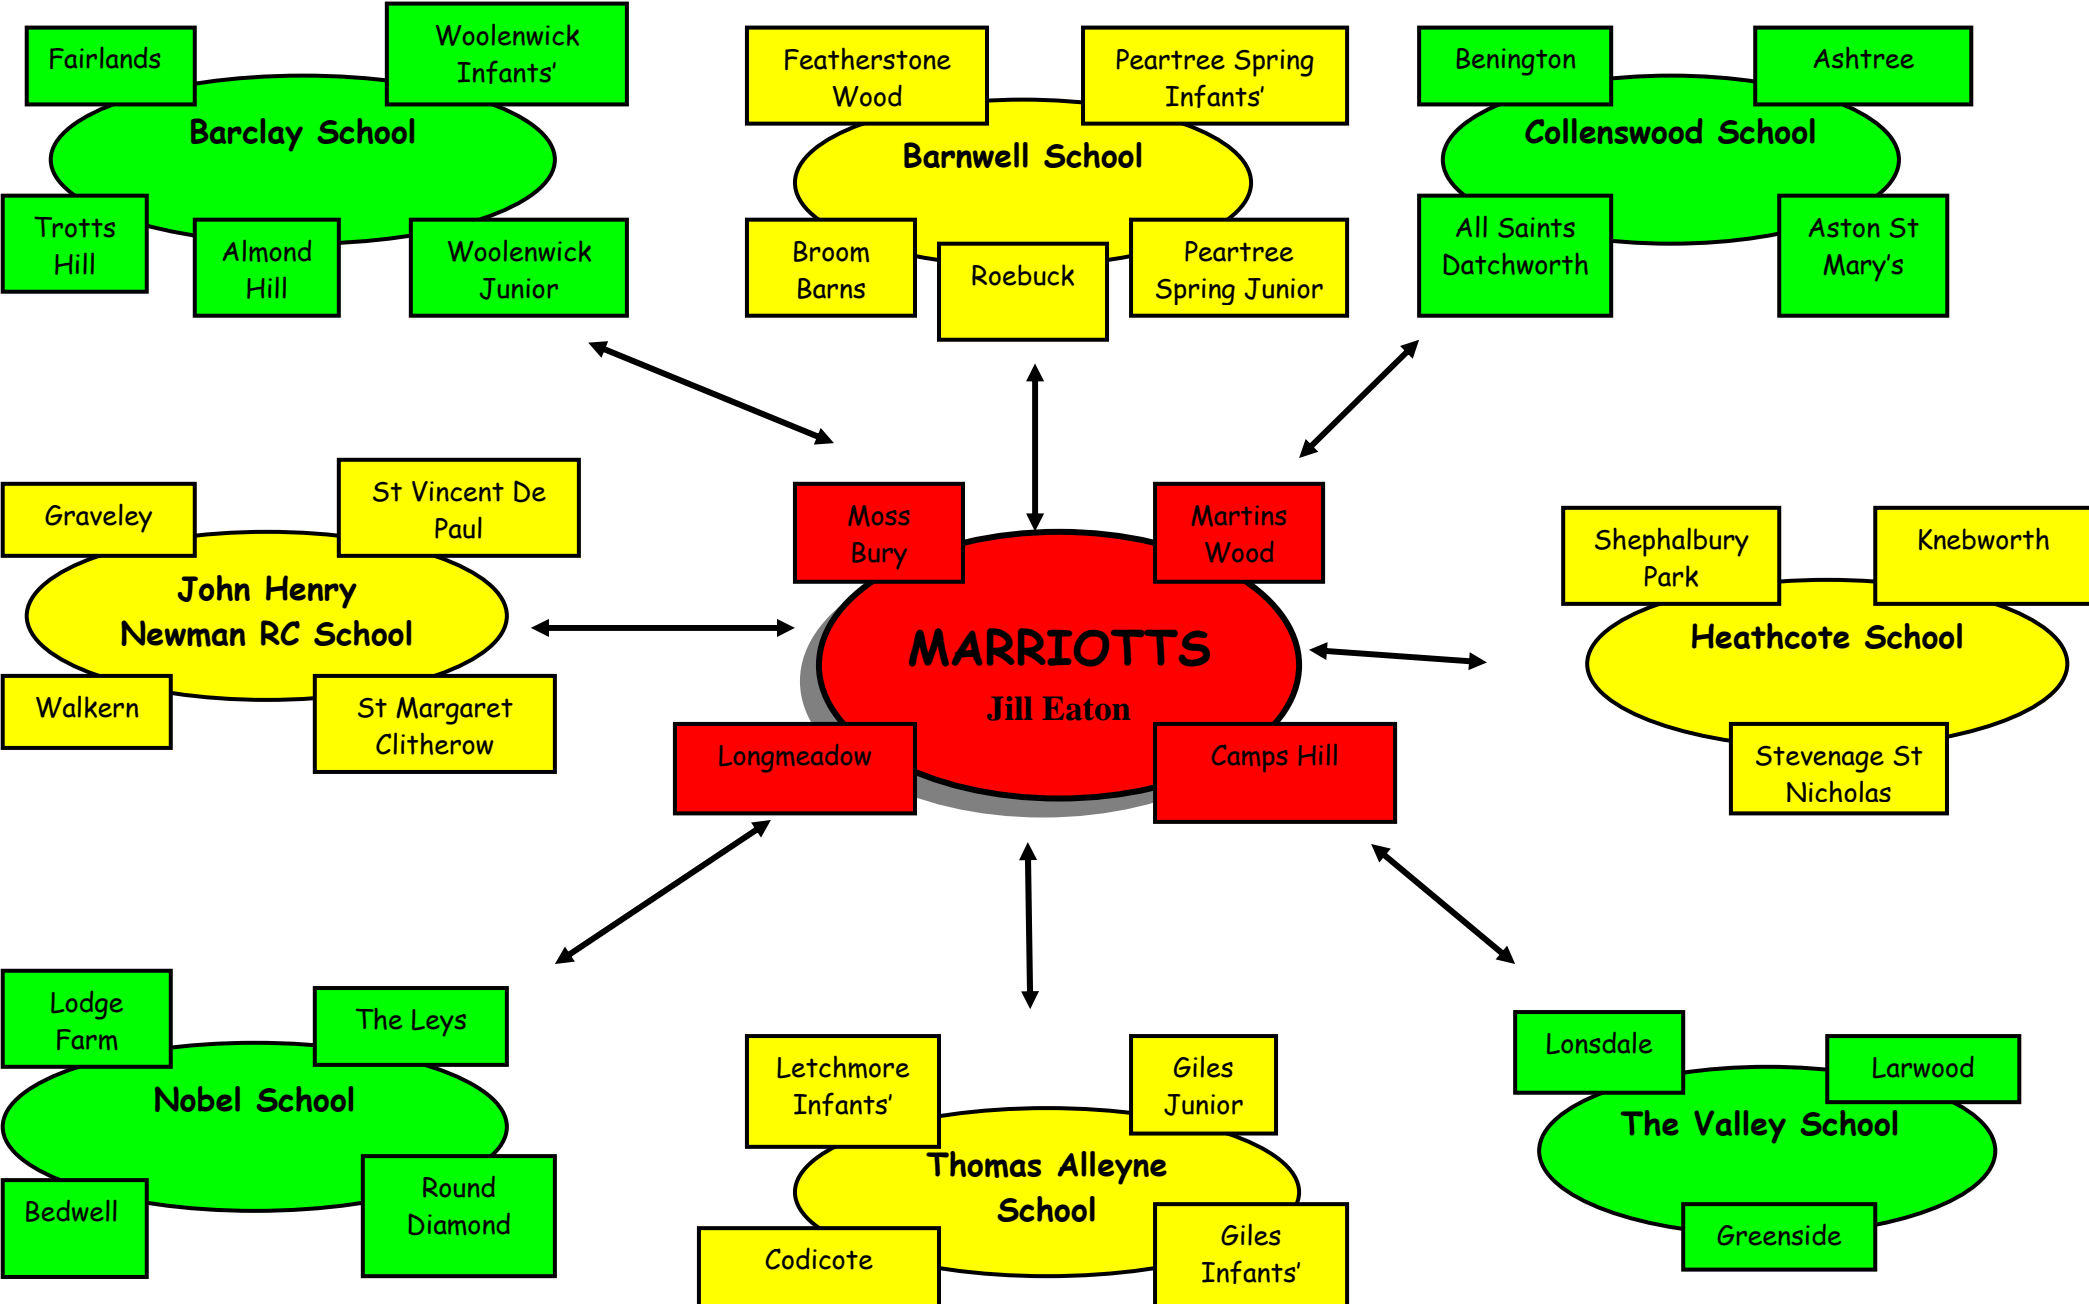 Fairlands
Woolenwick
Infants’
Barclay School
Trotts
Hill
Almond
Hill
Woolenwick
Junior
Featherstone
Wood
Peartree Spring
Infants’
Barnwell School
Broom
Barns
Roebuck
Peartree
Spring Junior
Benington
Ashtree
Collenswood School
All Saints
Datchworth
Aston St
Mary’s
Graveley
St Vincent De
Paul
John Henry
Newman RC School
Walkern
St Margaret
Clitherow
Moss
Bury
Martins
Wood
MARRIOTTS
Jill Eaton
Longmeadow
Camps Hill
Shephalbury
Park
Knebworth
Heathcote School
Stevenage St
Nicholas
Lodge
Farm
The Leys
Nobel School
Bedwell
Round
Diamond
Letchmore
Infants’
Giles
Junior
Thomas Alleyne
School
Codicote
Giles
Infants’
Lonsdale
Larwood
The Valley School
Greenside